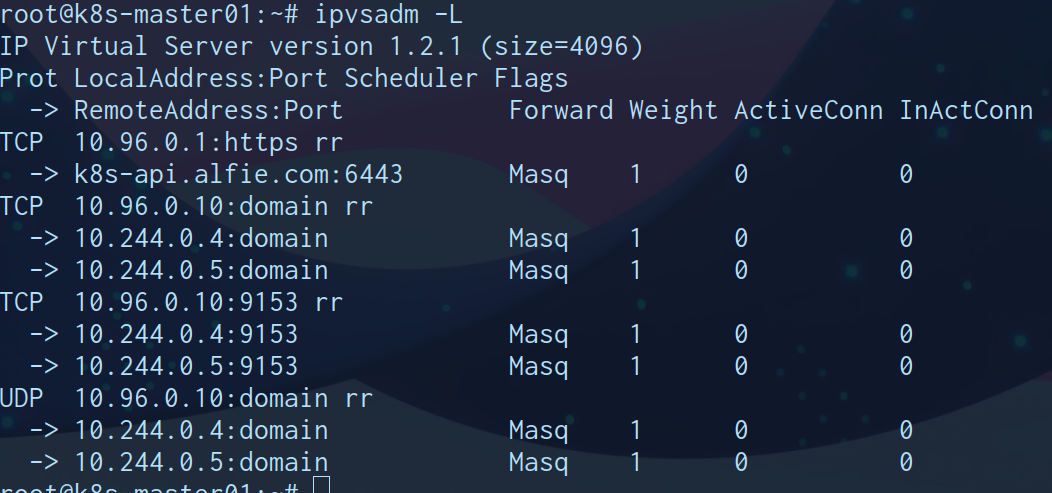 root@k8s-master01:~# ipvsadm -L
IP Virtual Server version 1.2.1 (size=4096)
Prot LocalAddress:Port Scheduler Flags
  -> RemoteAddress:Port           Forward Weight ActiveConn InActConn
TCP  10.96.0.1:https rr
  -> k8s-api.alfie.com:6443       Masq    1      0          0
TCP  10.96.0.10:domain rr
  -> 10.244.0.4:domain            Masq    1      0          0
  -> 10.244.0.5:domain            Masq    1      0          0
TCP  10.96.0.10:9153 rr
  -> 10.244.0.4:9153              Masq    1      0          0
  -> 10.244.0.5:9153              Masq    1      0          0
UDP  10.96.0.10:domain rr
  -> 10.244.0.4:domain            Masq    1      0          0
  -> 10.244.0.5:domain            Masq    1      0          0
root@k8s-master01:~#